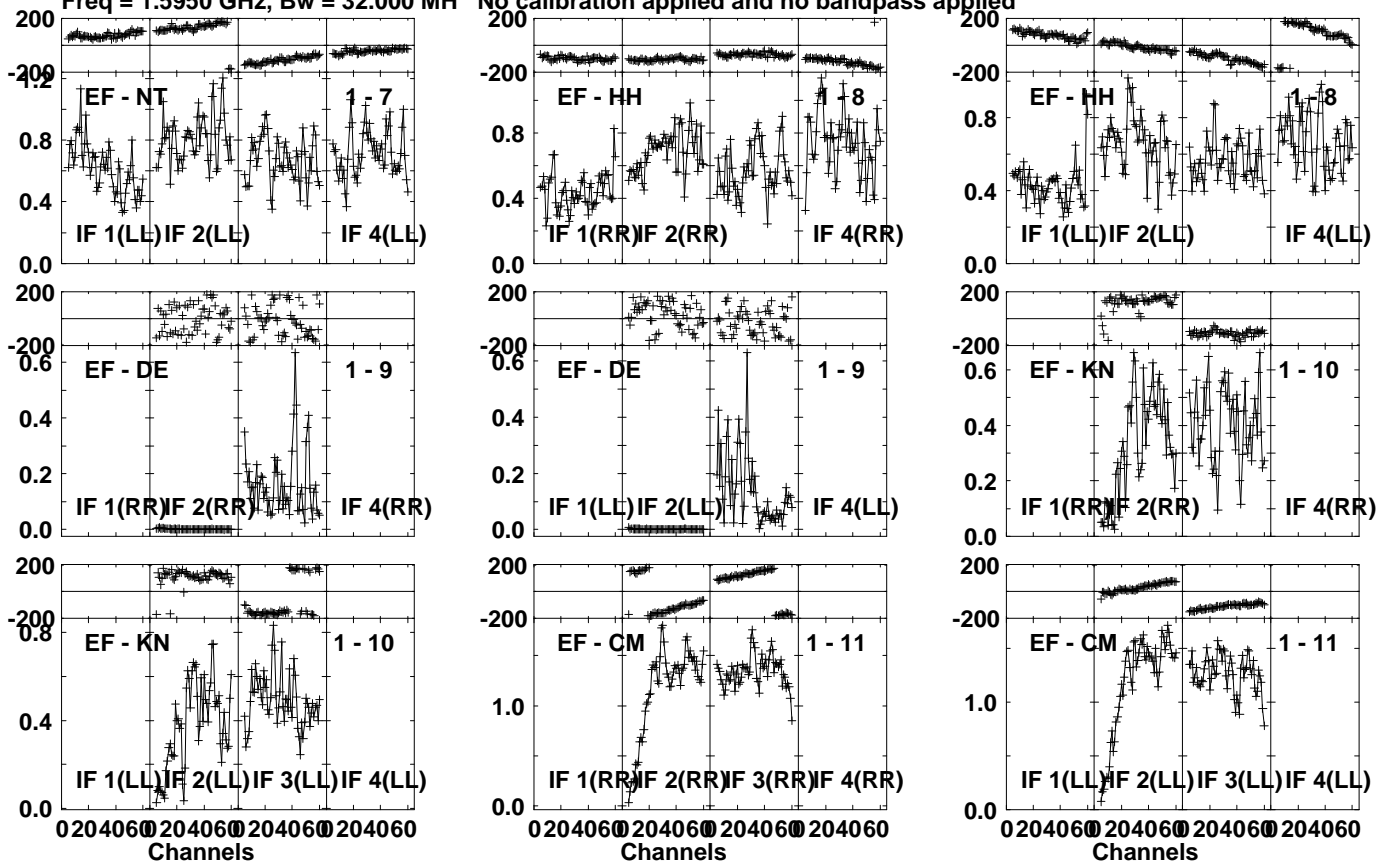 Freq = 1.5950 GHz, Bw = 32.000 MH No calibration applied and no bandpass applied
200 200 200
-200 -200 -200
1.2
EF - NT 1 - 7 EF - HH 1 - 8 EF - HH 1 - 8
0.8 0.8 0.8
0.4 0.4 0.4
IF 1(LL) IF 2(LL) IF 4(LL) IF 1(RR) IF 2(RR) IF 4(RR) IF 1(LL) IF 2(LL) IF 4(LL)
0.0 0.0 0.0
200 200 200
-200 -200 -200
0.6 0.6 0.6
EF - DE 1 - 9 EF - DE 1 - 9 EF - KN 1 - 10
0.4 0.4 0.4
0.2 0.2 0.2
IF 1(RR) IF 2(RR) IF 4(RR) IF 1(LL) IF 2(LL) IF 4(LL) IF 1(RR) IF 2(RR) IF 4(RR)
0.0 0.0 0.0
200 200 200
-200 -200 -200
0.8
EF - KN 1 - 10 EF - CM 1 - 11 EF - CM 1 - 11
0.4 1.0 1.0
IF 1(LL) IF 2(LL) IF 3(LL) IF 4(LL) IF 1(RR) IF 2(RR) IF 3(RR) IF 4(RR) IF 1(LL) IF 2(LL) IF 3(LL) IF 4(LL)
0.0 0.0 0.0
0 20 40 60 0 20 40 60 0 20 40 60 0 20 40 60 0 20 40 60 0 20 40 60 0 20 40 60 0 20 40 60 0 20 40 60 0 20 40 60 0 20 40 60 0 20 40 60
Channels Channels Channels